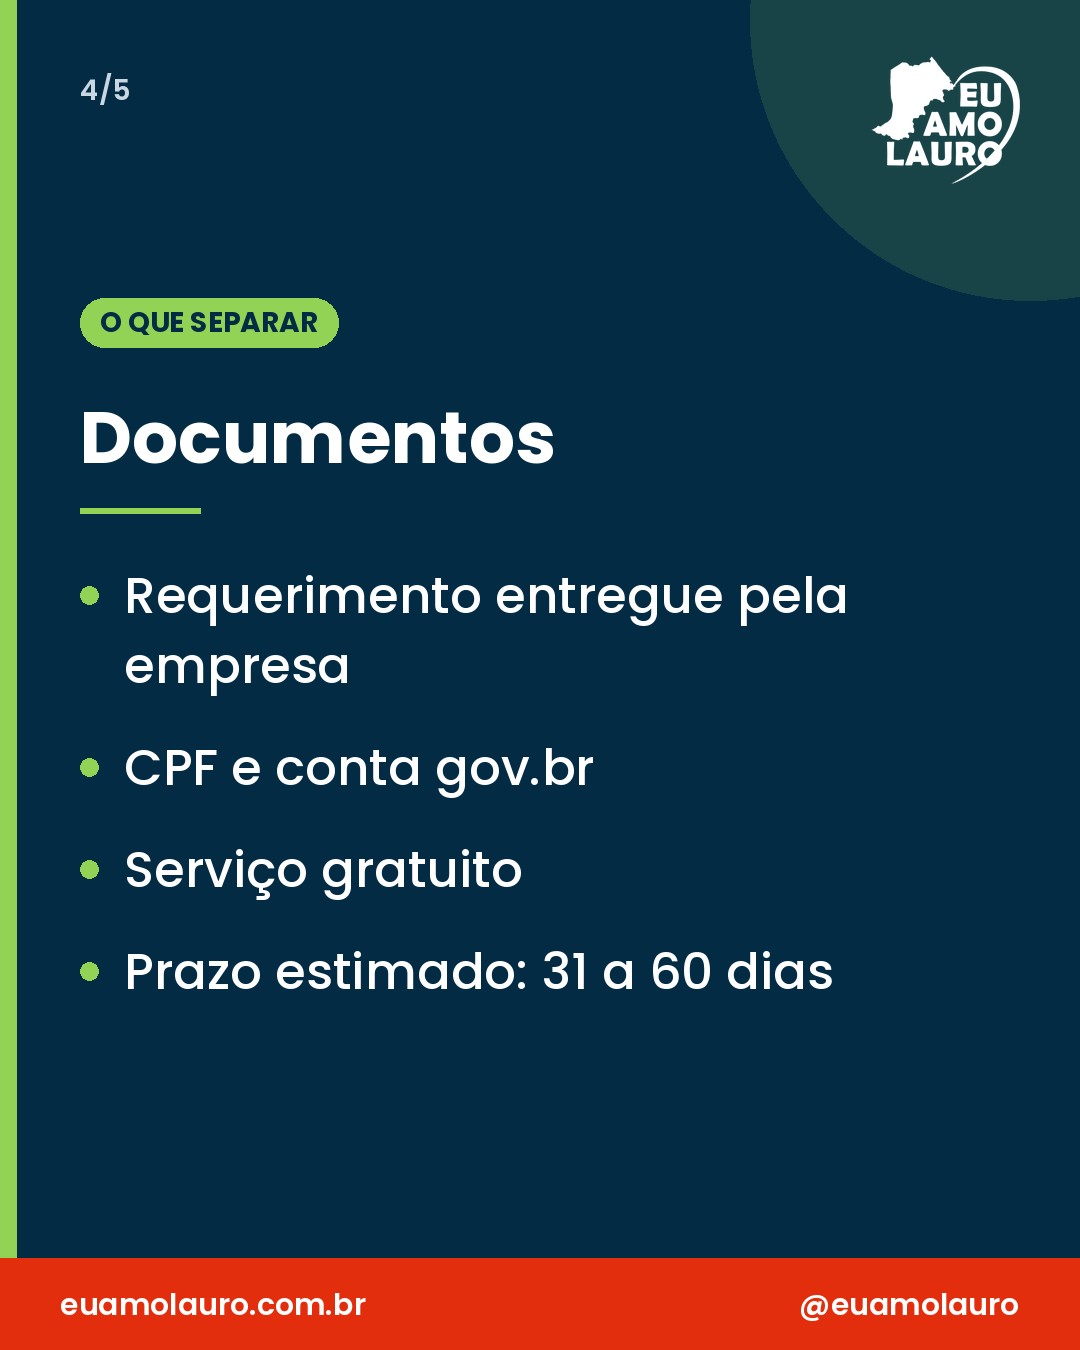 4/5
EU
AMO
LAURO
O QUE SEPARAR
Documentos
Requerimento entregue pela
empresa
CPF e conta gov.br
Serviço gratuito
Prazo estimado: 31 a 60 dias
euamolauro.com.br
@euamolauro